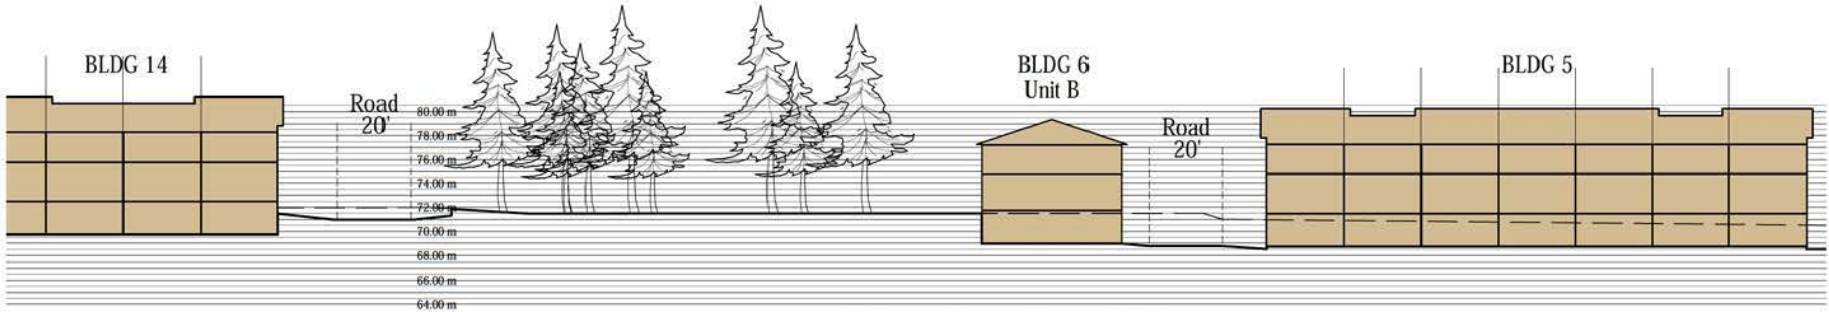 BLDG 14
Road
20'
80.00 m
78.00 m
76.00 m
74.00 m
72.00 m
70.00 m
68.00 m
66.00 m
64.00 m
BLDG 6
Unit B
Road
20'
BLDG 5